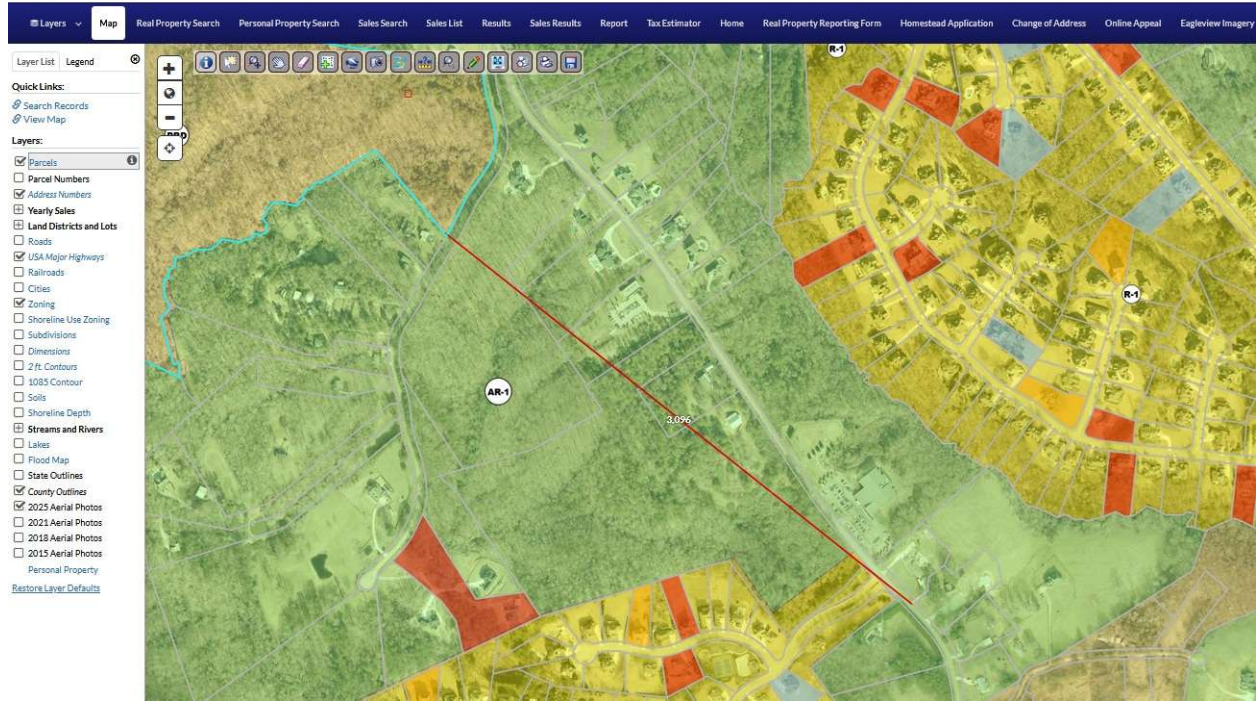 Layers
Map
Real Property Search
Personal Property Search
Sales Search
Sales List
Results
Sales Results
Report
Tax Estimator
Home
Real Property Reporting Form
Homestead Application
Change of Address
Online Appeal
Eagleview Imagery
Layer List
Legend
Quick Links:
Search Records
View Map
Layers:
Parcels
Parcel Numbers
Address Numbers
Yearly Sales
Land Districts and Lots
Roads
USA Major Highways
Railroads
Cities
Zoning
Shoreline Use Zoning
Subdivisions
Dimensions
2 ft. Contours
1085 Contour
Soils
Shoreline Depth
Streams and Rivers
Lakes
Flood Map
State Outlines
County Outlines
2025 Aerial Photos
2021 Aerial Photos
2018 Aerial Photos
2015 Aerial Photos
Personal Property
Restore Layer Defaults
R-1
R-1
AR-1
3,096